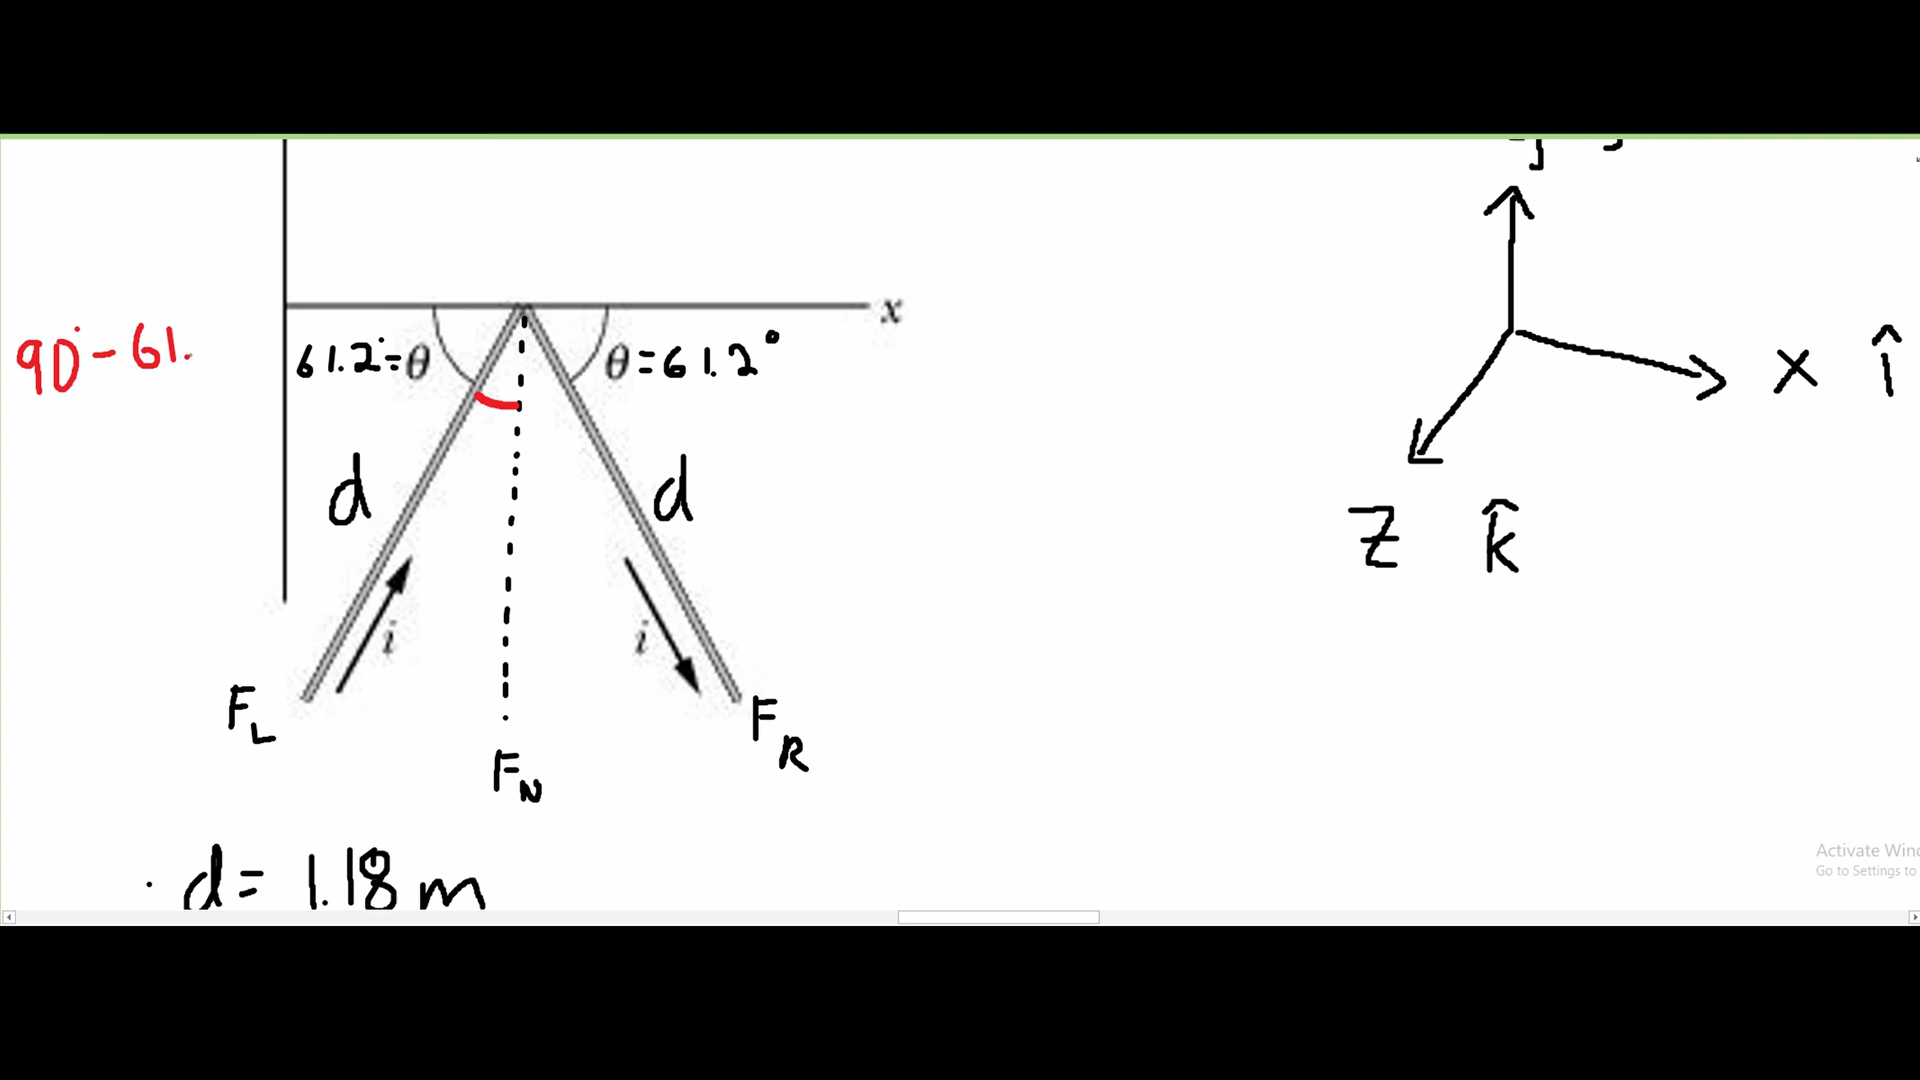 x
90° - 61.
61.2° = θ
θ = 61.2°
x î
d
d
z k̂
i
i
F_L
F_R
F_N
d = 1.18 m
Activate Wind
Go to Settings to